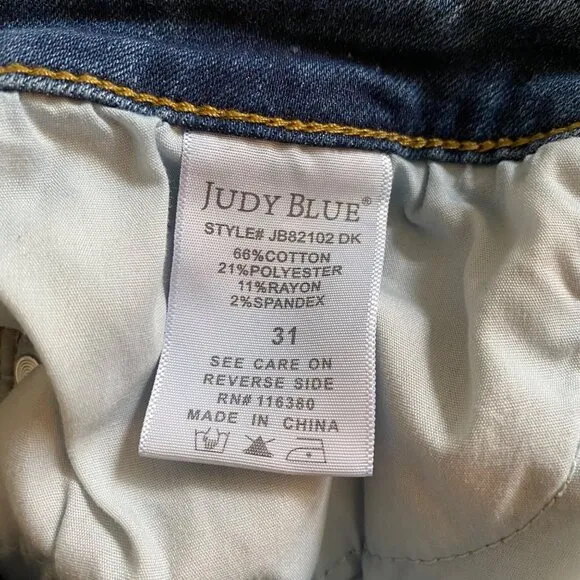 JUDY BLUE®
STYLE# JB82102 DK
66%COTTON
21%POLYESTER
11%RAYON
2%SPANDEX
31
SEE CARE ON
REVERSE SIDE
RN# 116380
MADE IN CHINA